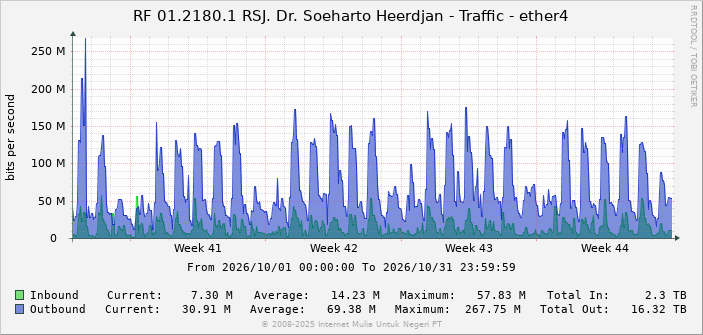 RF 01.2180.1 RSJ. Dr. Soeharto Heerdjan - Traffic - ether4
RRDTOOL / TOBI OETIKER
bits per second
250 M
200 M
150 M
100 M
50 M
0
Week 41 Week 42 Week 43 Week 44
From 2026/10/01 00:00:00 To 2026/10/31 23:59:59
Inbound Current: 7.30 M Average: 14.23 M Maximum: 57.83 M Total In: 2.3 TB
Outbound Current: 30.91 M Average: 69.38 M Maximum: 267.75 M Total Out: 16.32 TB
© 2008-2025 Internet Mulia Untuk Negeri PT